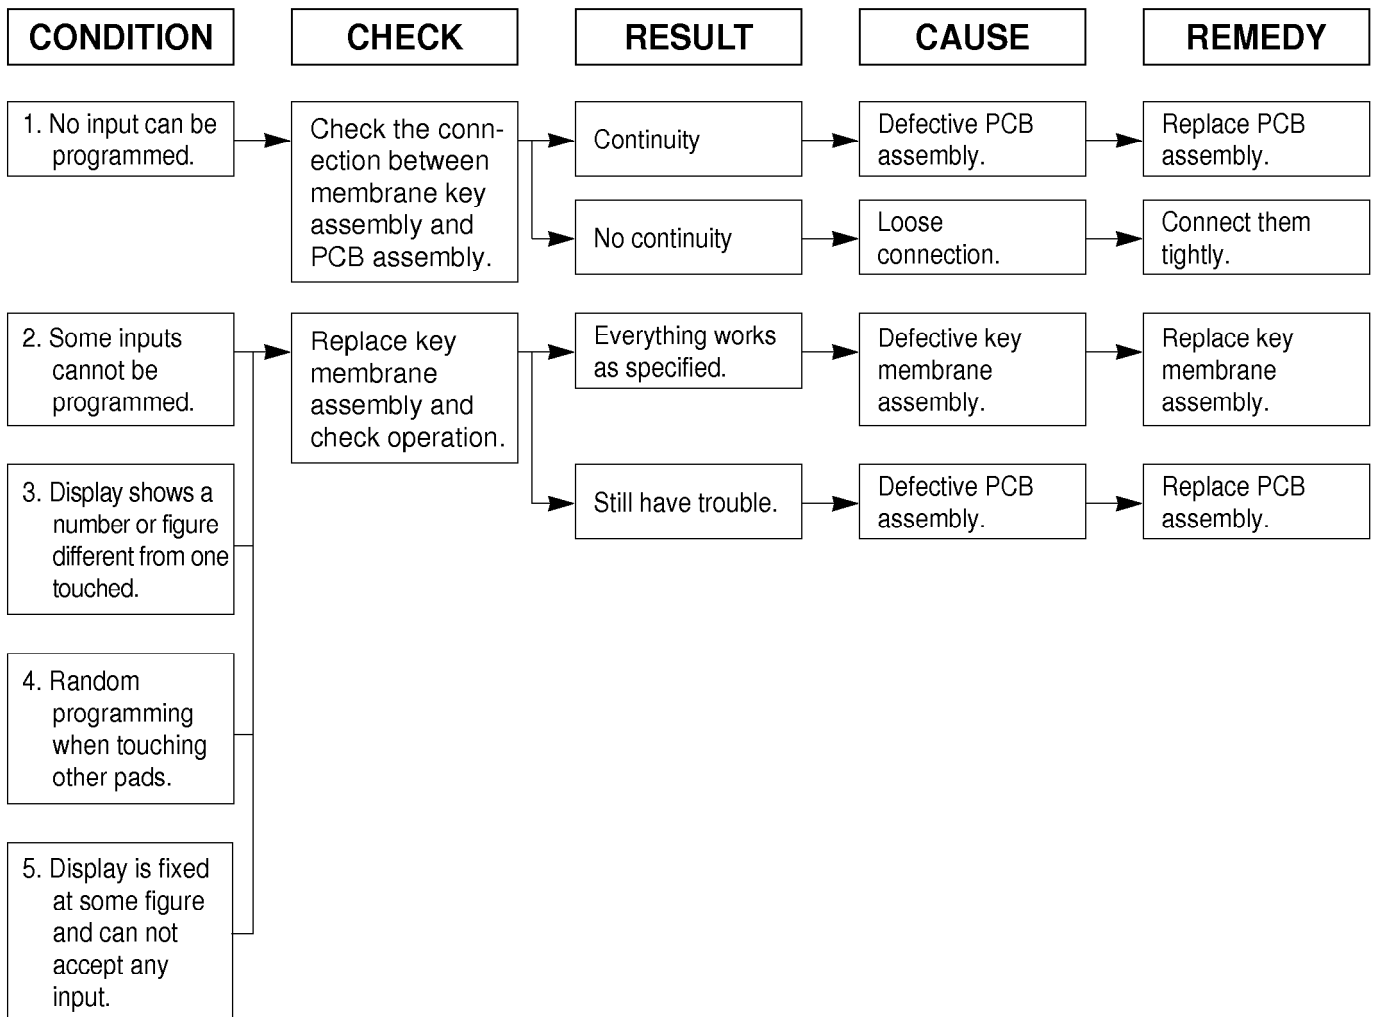 CONDITION
CHECK
RESULT
CAUSE
REMEDY
1. No input can be
programmed.
Check the conn-
ection between
membrane key
assembly and
PCB assembly.
Continuity
Defective PCB
assembly.
Replace PCB
assembly.
No continuity
Loose
connection.
Connect them
tightly.
2. Some inputs
cannot be
programmed.
Replace key
membrane
assembly and
check operation.
Everything works
as specified.
Defective key
membrane
assembly.
Replace key
membrane
assembly.
Still have trouble.
Defective PCB
assembly.
Replace PCB
assembly.
3. Display shows a
number or figure
different from one
touched.
4. Random
programming
when touching
other pads.
5. Display is fixed
at some figure
and can not
accept any
input.